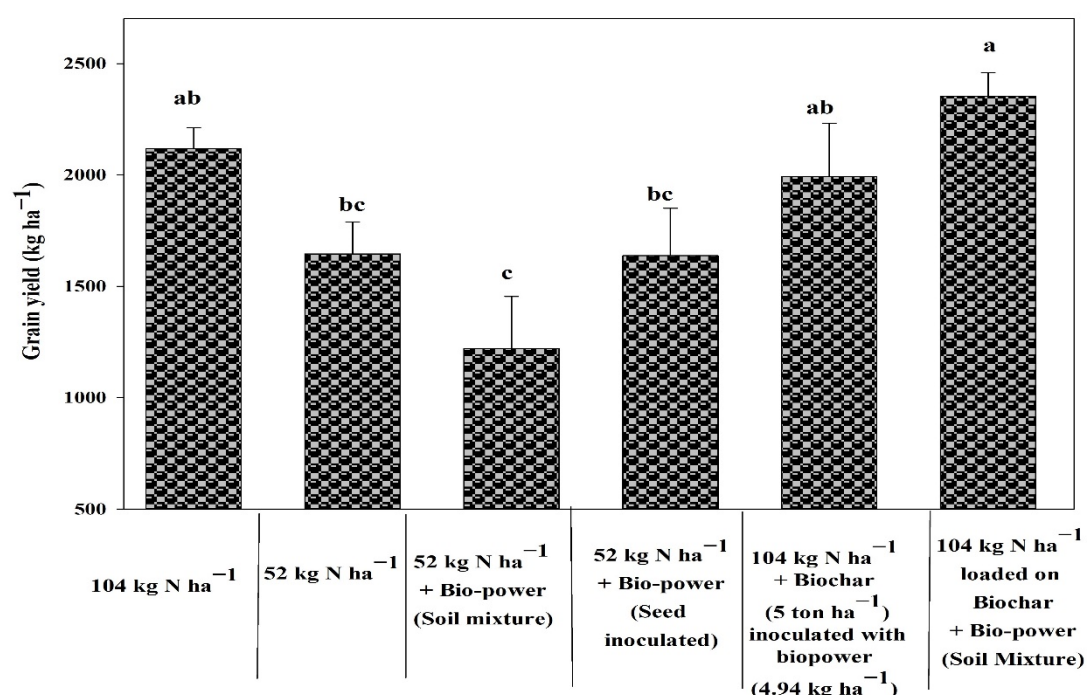 Grain yield (kg ha⁻¹)
2500
2000
1500
1000
500
ab
bc
c
bc
ab
a
104 kg N ha⁻¹
52 kg N ha⁻¹
52 kg N ha⁻¹
+ Bio-power
(Soil mixture)
52 kg N ha⁻¹
+ Bio-power
(Seed
inoculated)
104 kg N ha⁻¹
+ Biochar
(5 ton ha⁻¹)
inoculated with
biopower
(4.94 kg ha⁻¹)
104 kg N ha⁻¹
loaded on
Biochar
+ Bio-power
(Soil Mixture)